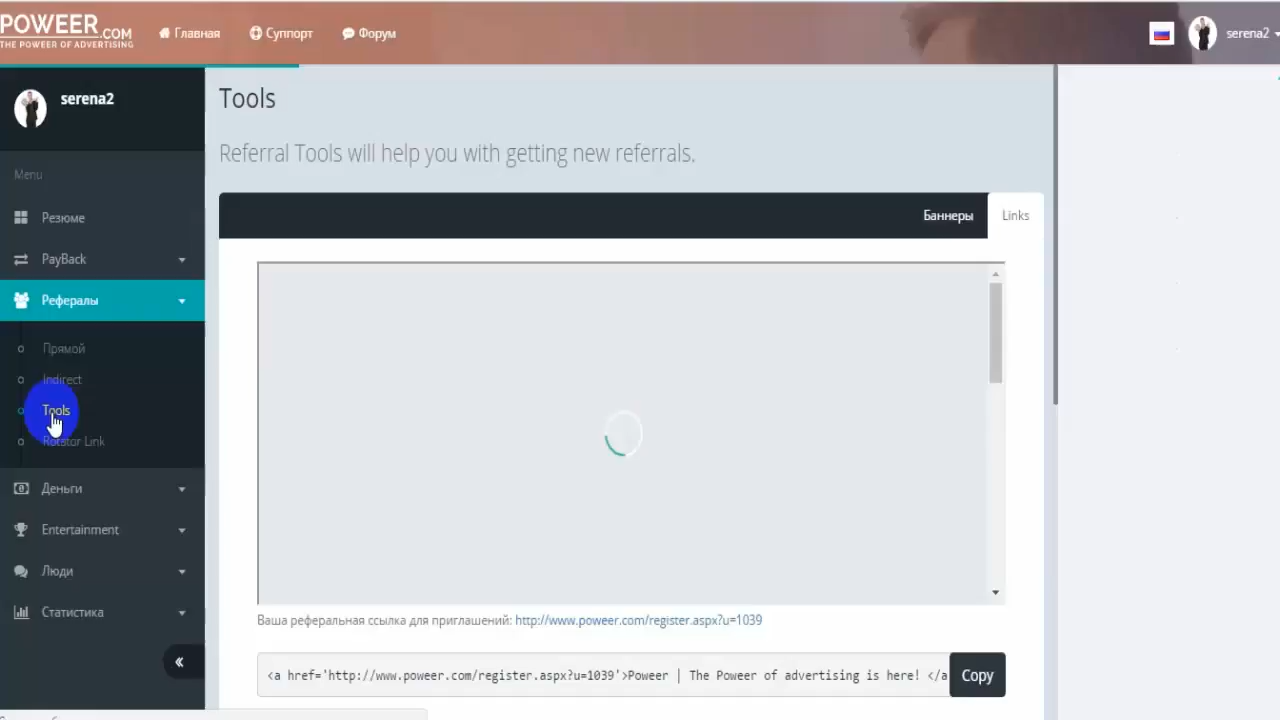 POWEER.COM
THE POWEER OF ADVERTISING
Главная
Суппорт
Форум
serena2
serena2
Menu
Резюме
PayBack
Рефералы
Прямой
Indirect
Tools
Rotator Link
Деньги
Entertainment
Люди
Статистика
«
Tools
Referral Tools will help you with getting new referrals.
Баннеры
Links
Ваша реферальная ссылка для приглашений: http://www.poweer.com/register.aspx?u=1039
<a href='http://www.poweer.com/register.aspx?u=1039'>Poweer | The Poweer of advertising is here! </a
Copy